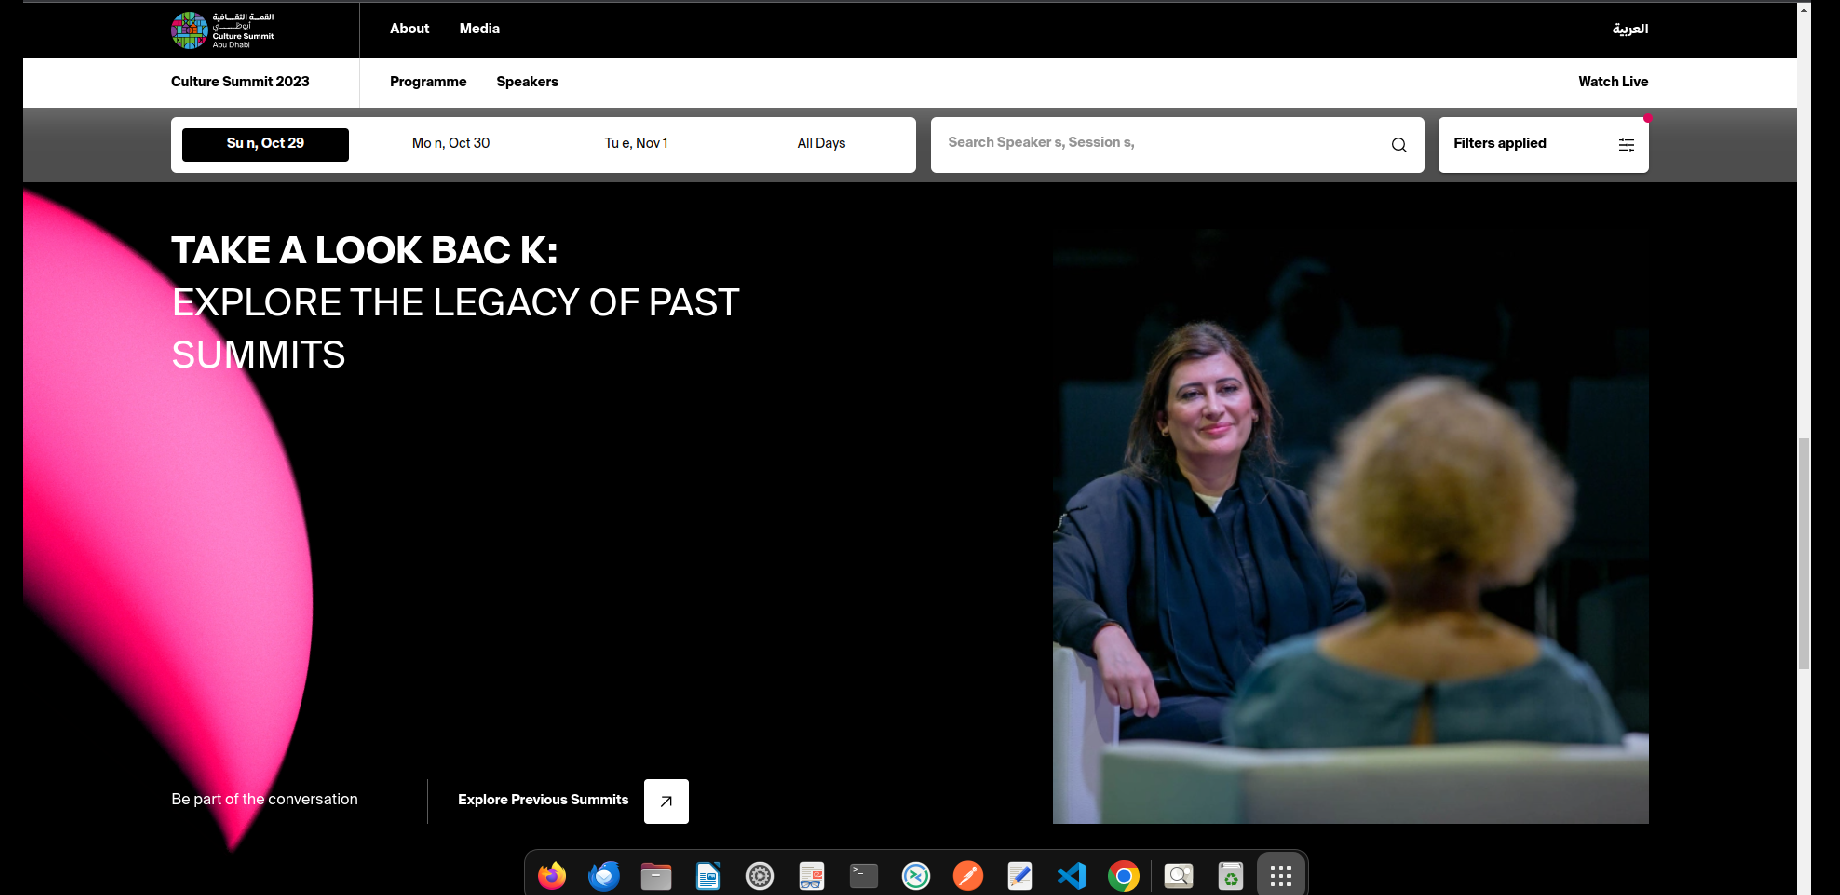 القمة الثقافية
أبوظبي
Culture Summit
Abu Dhabi
About
Media
العربية
Culture Summit 2023
Programme
Speakers
Watch Live
Su n, Oct 29
Mo n, Oct 30
Tu e, Nov 1
All Days
Search Speaker s, Session s,
Filters applied
TAKE A LOOK BAC K:
EXPLORE THE LEGACY OF PAST
SUMMITS
Be part of the conversation
Explore Previous Summits